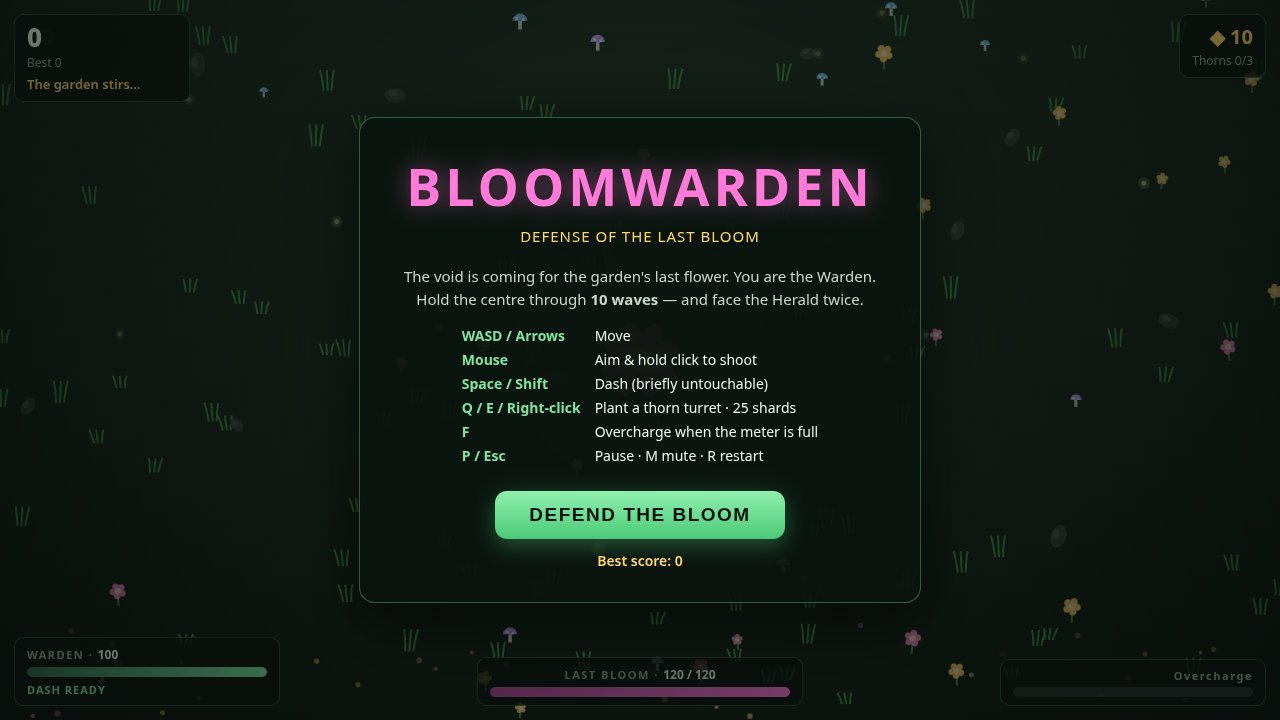 0
Best 0
The garden stirs...
◆ 10
Thorns 0/3
BLOOMWARDEN
DEFENSE OF THE LAST BLOOM
The void is coming for the garden's last flower. You are the Warden.
Hold the centre through 10 waves — and face the Herald twice.
WASD / Arrows Move
Mouse Aim & hold click to shoot
Space / Shift Dash (briefly untouchable)
Q / E / Right-click Plant a thorn turret · 25 shards
F Overcharge when the meter is full
P / Esc Pause · M mute · R restart
DEFEND THE BLOOM
Best score: 0
WARDEN · 100
DASH READY
LAST BLOOM · 120 / 120
Overcharge